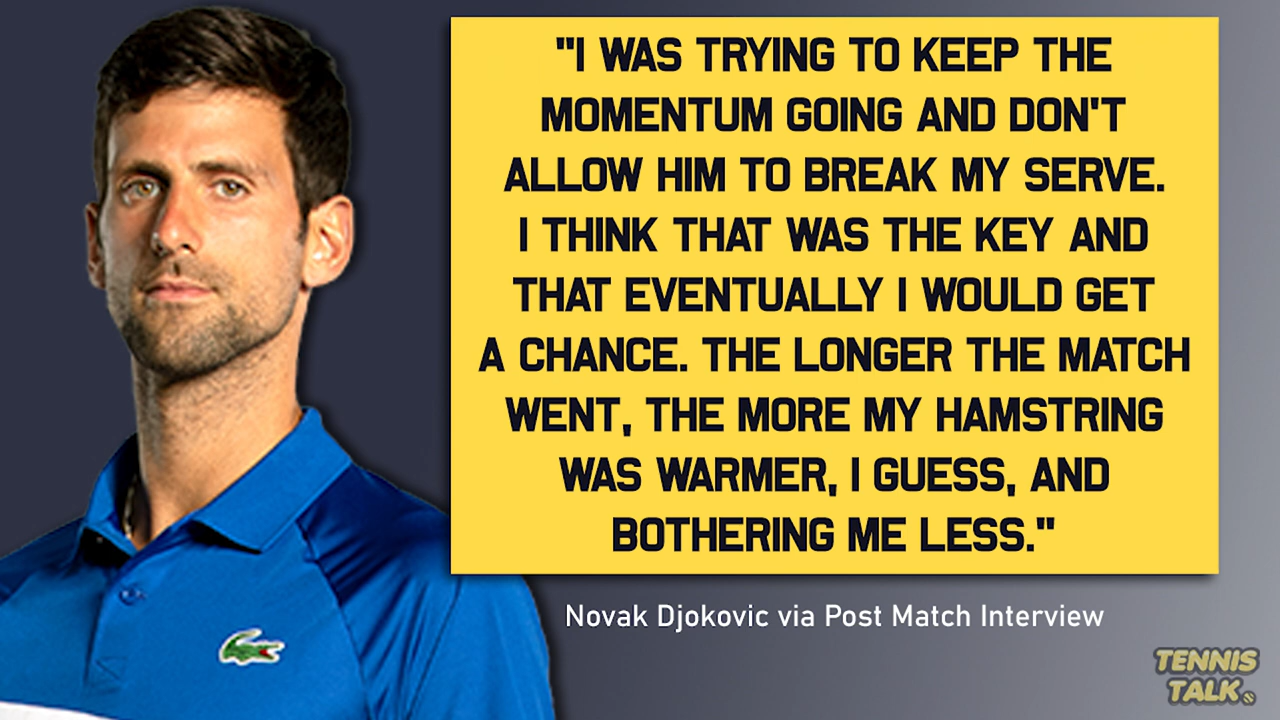 "I WAS TRYING TO KEEP THE
MOMENTUM GOING AND DON'T
ALLOW HIM TO BREAK MY SERVE.
I THINK THAT WAS THE KEY AND
THAT EVENTUALLY I WOULD GET
A CHANCE. THE LONGER THE MATCH
WENT, THE MORE MY HAMSTRING
WAS WARMER, I GUESS, AND
BOTHERING ME LESS."
Novak Djokovic via Post Match Interview
TENNIS
TALK